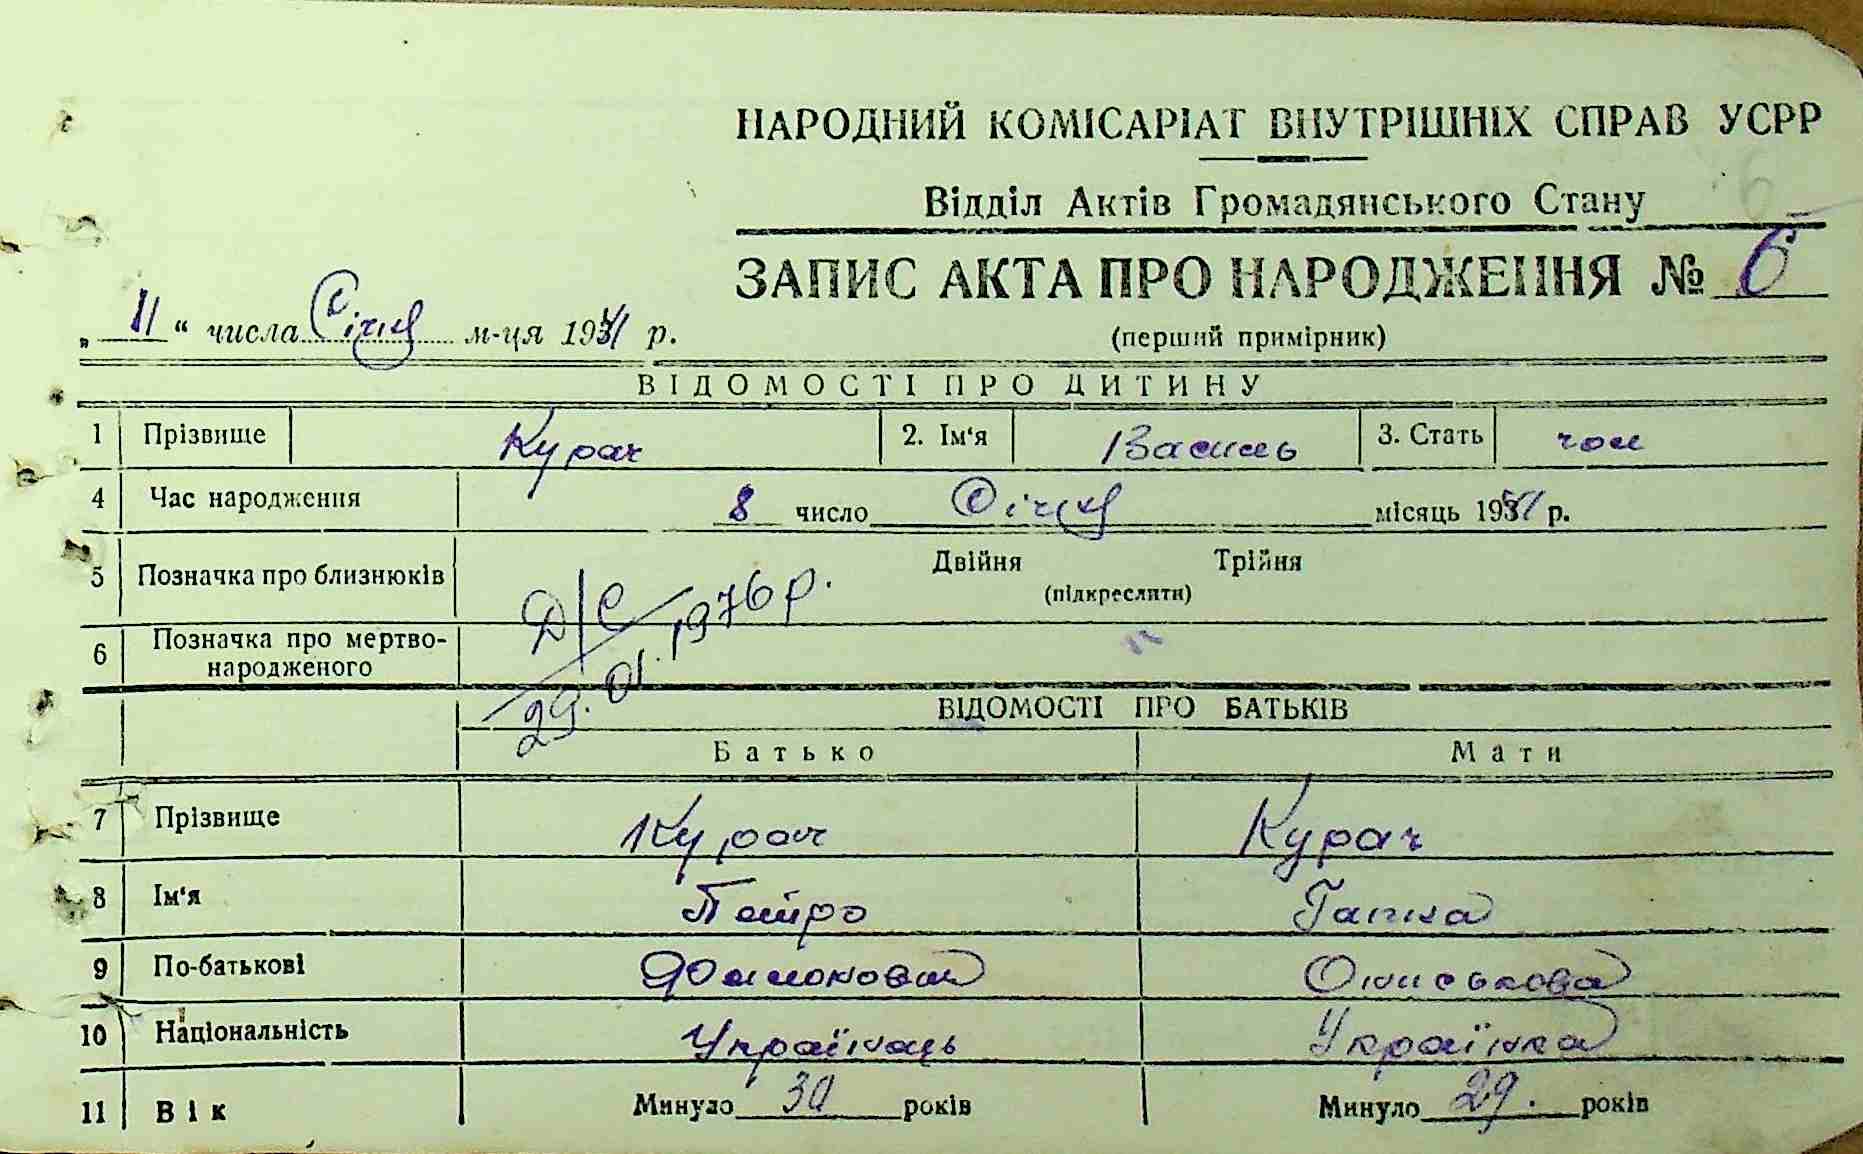 НАРОДНИЙ КОМІСАРІАТ ВНУТРІШНІХ СПРАВ УСРР
Відділ Актів Громадянського Стану
6
ЗАПИС АКТА ПРО НАРОДЖЕННЯ № 6
„ 11 “ числа Січня м-ця 1941 р.
(перший примірник)
ВІДОМОСТІ ПРО ДИТИНУ
1 Прізвище Курач 2. Ім'я Василь 3. Стать чол
4 Час народження 8 число Січня місяць 1941 р.
5 Позначка про близнюків Двійня Трійня
(підкреслити)
Д/С
29.01.1976 р.
6 Позначка про мертво-
народженого
ВІДОМОСТІ ПРО БАТЬКІВ
Батько Мати
7 Прізвище Курач Курач
8 Ім'я Петро Ганна
9 По-батькові
10 Національність Українець Українка
11 Вік Минуло 30 років Минуло 29. років